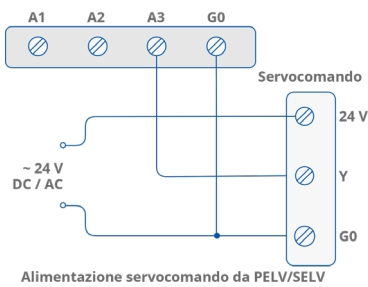 A1 A2 A3 G0
Servocomando
24 V
~ 24 V
DC / AC
Y
G0
Alimentazione servocomando da PELV/SELV